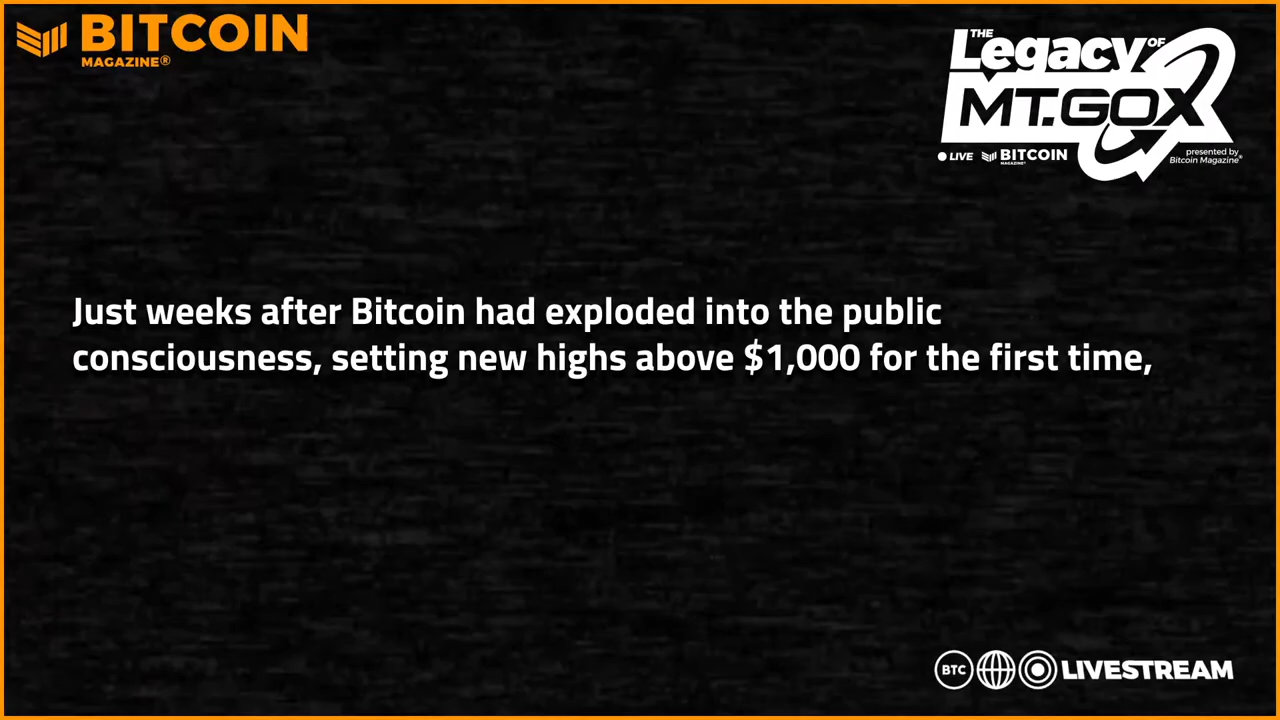 BITCOIN
MAGAZINE®
THE
Legacy OF
MT.GOX
LIVE BITCOIN
MAGAZINE
presented by
Bitcoin Magazine®
Just weeks after Bitcoin had exploded into the public
consciousness, setting new highs above $1,000 for the first time,
BTC LIVESTREAM